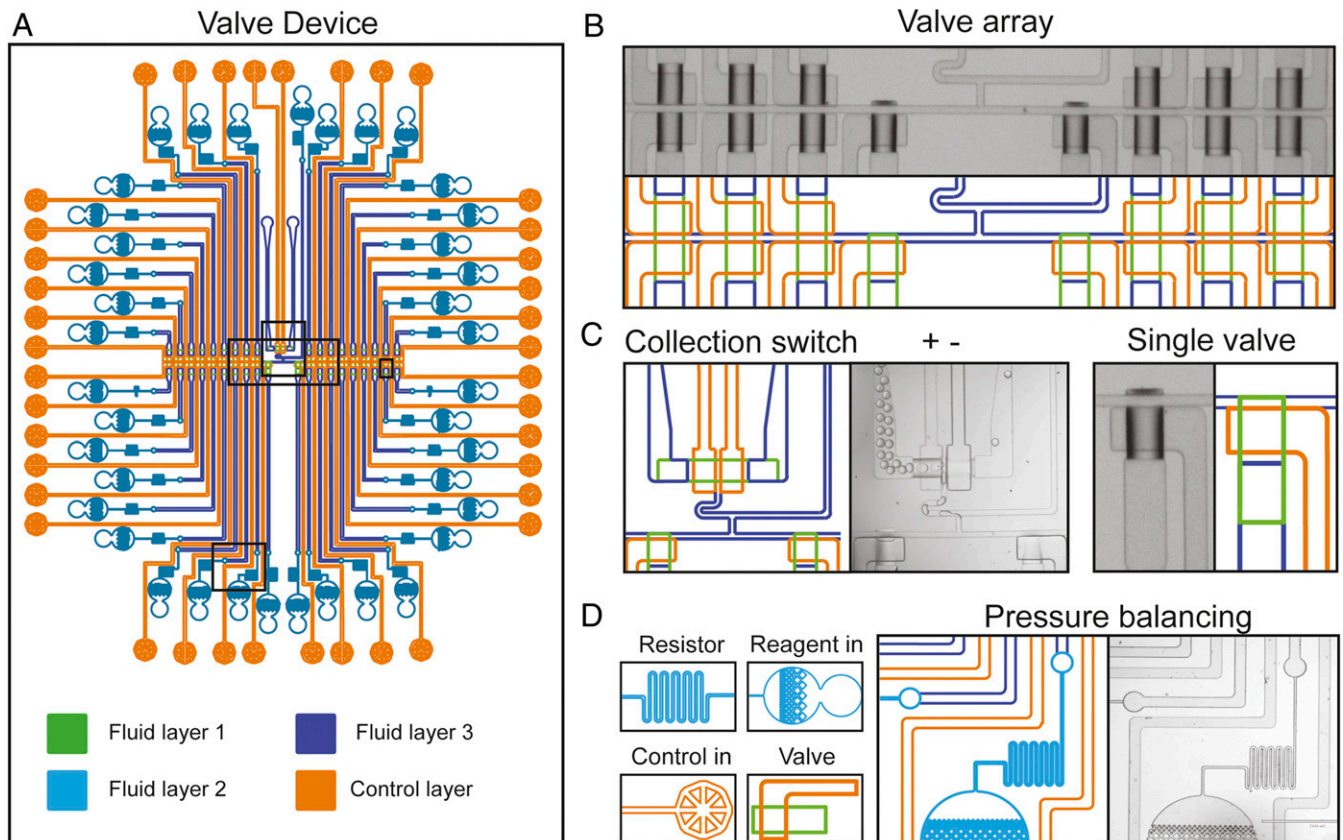 A
Valve Device
Fluid layer 1
Fluid layer 3
Fluid layer 2
Control layer
B
Valve array
C
Collection switch
+ -
Single valve
D
Pressure balancing
Resistor
Reagent in
Control in
Valve